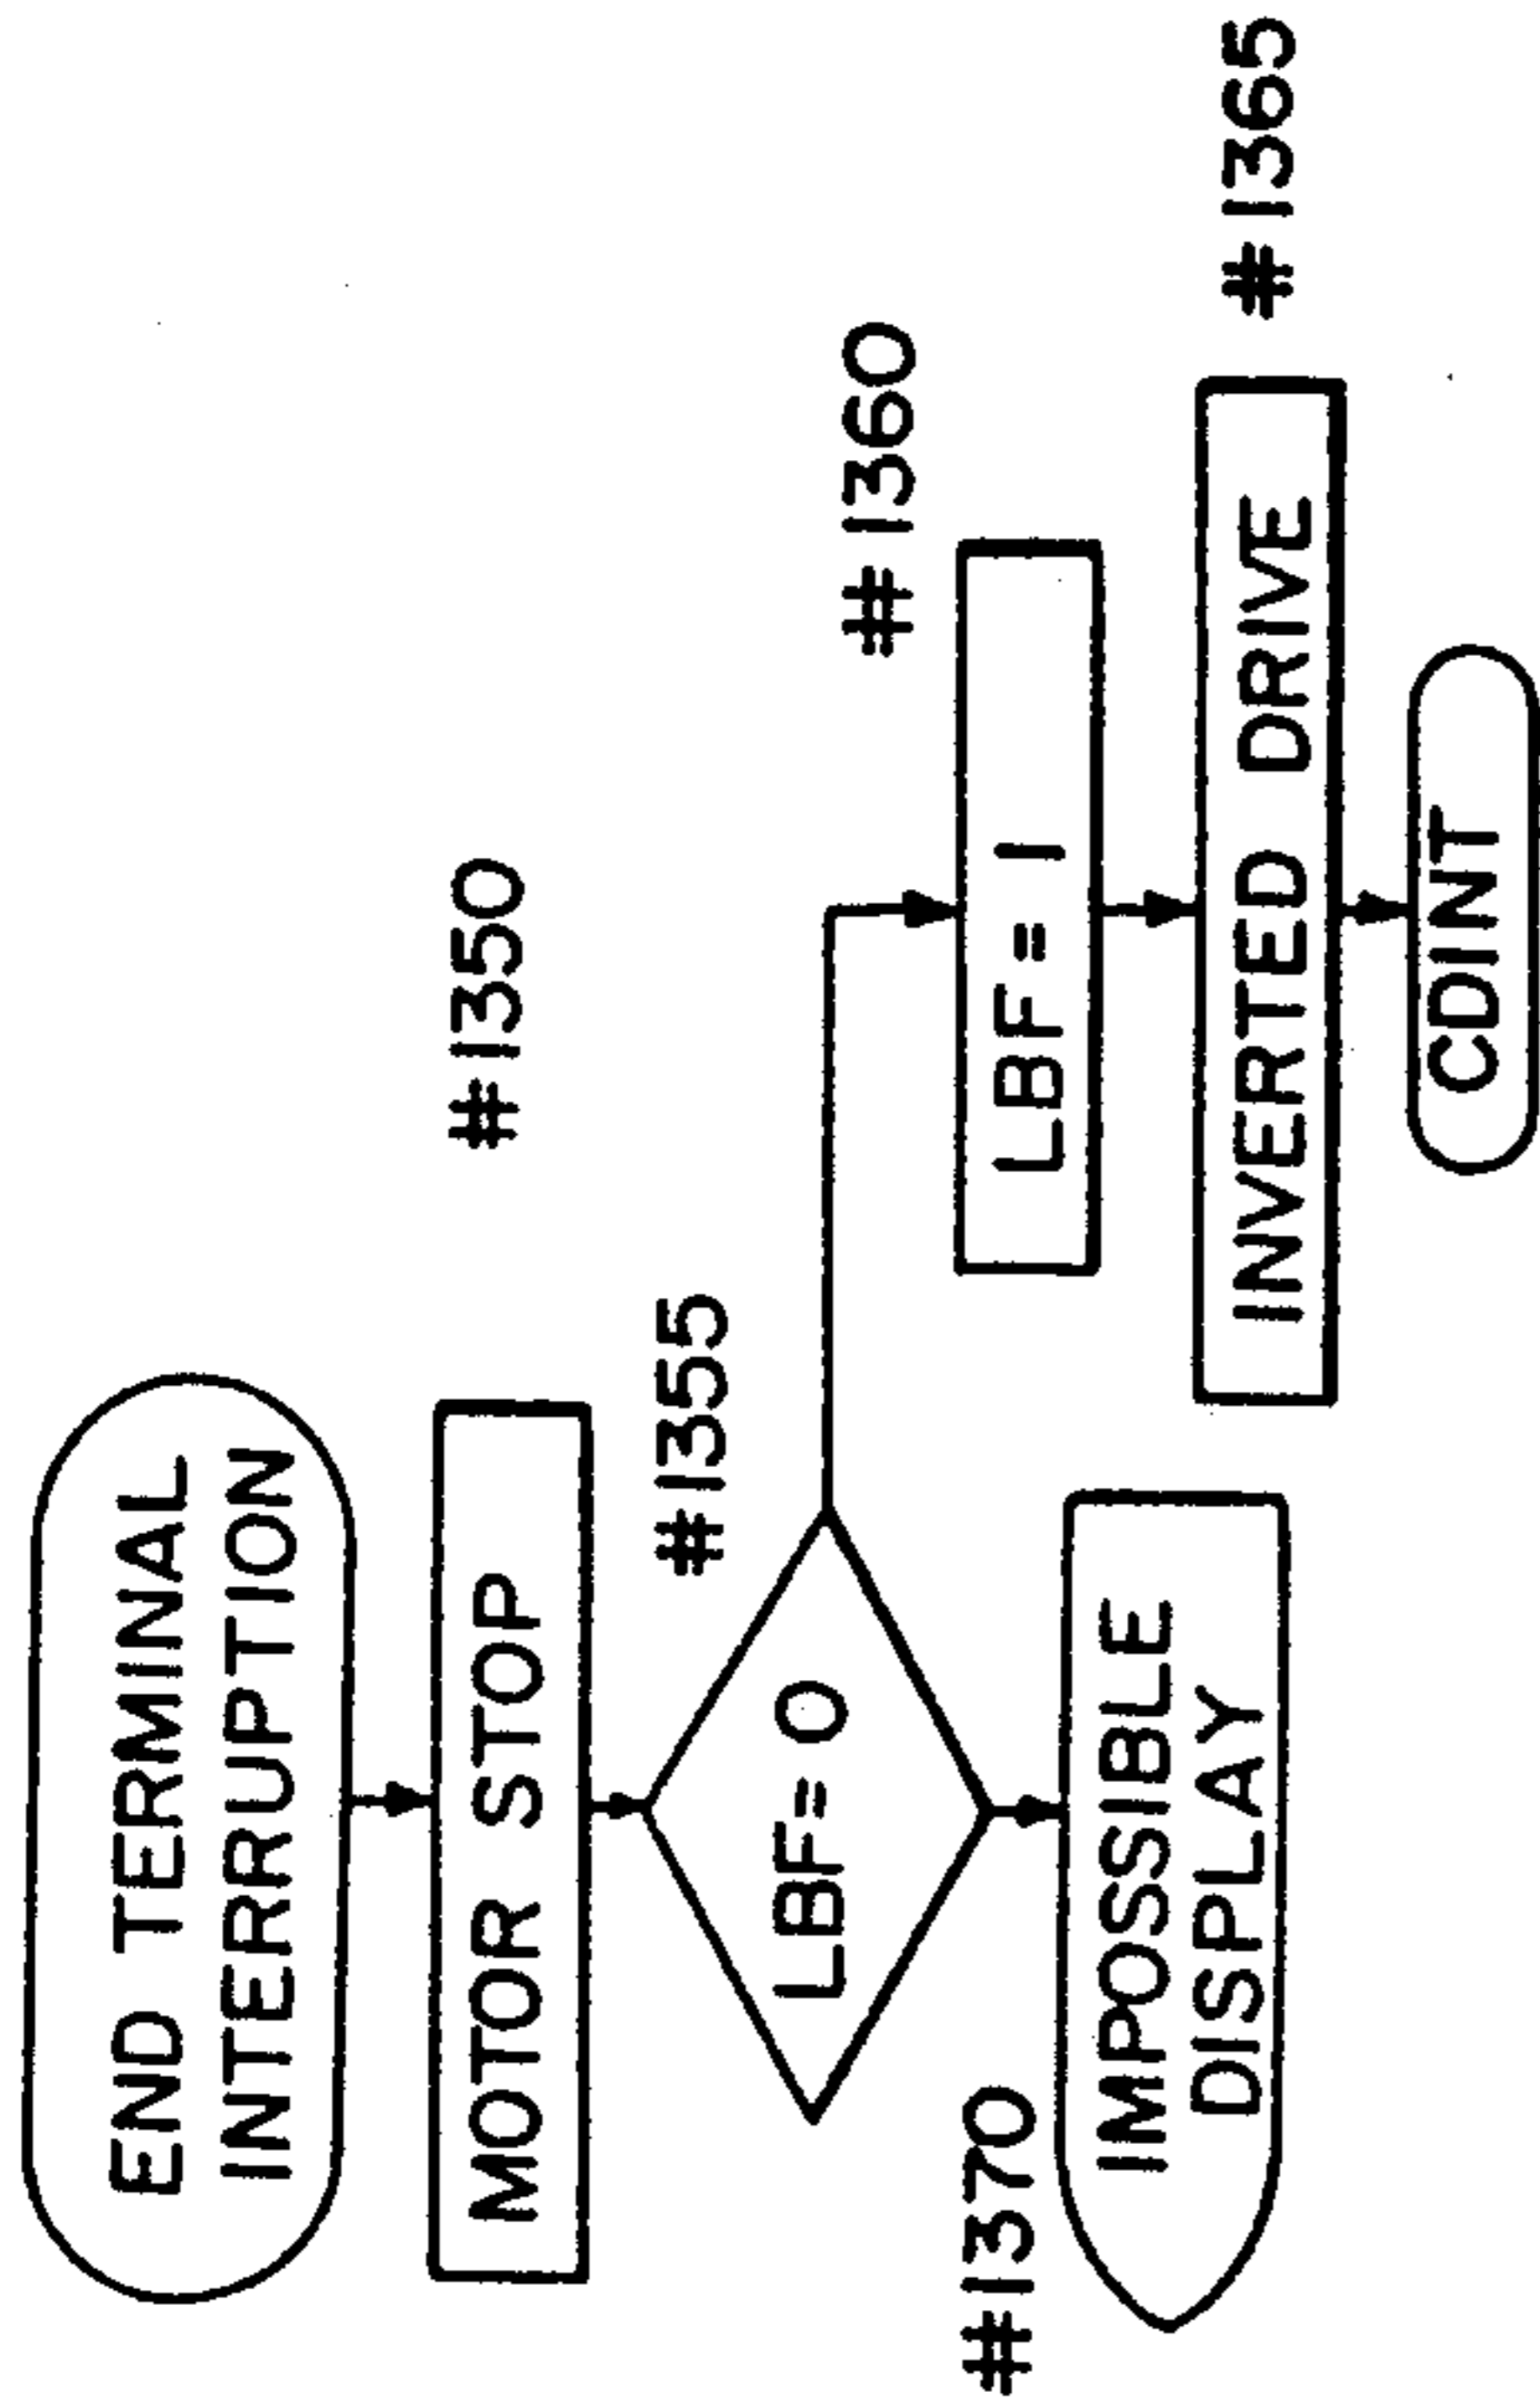 END TERMINAL
INTERRUPTION
#1350
MOTOR STOP
#1355
LBF=0
#1360
LBF=1
#1370
IMPOSSIBLE
DISPLAY
#1365
INVERTED DRIVE
CDINT